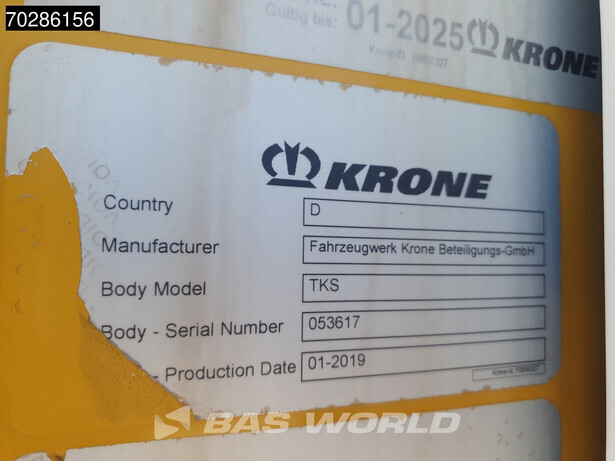 70286156
Gültig bis: 01-2025 KRONE
KRONE
Country D
Manufacturer Fahrzeugwerk Krone Beteiligungs-GmbH
Body Model TKS
Body - Serial Number 053617
- Production Date 01-2019
BAS WORLD